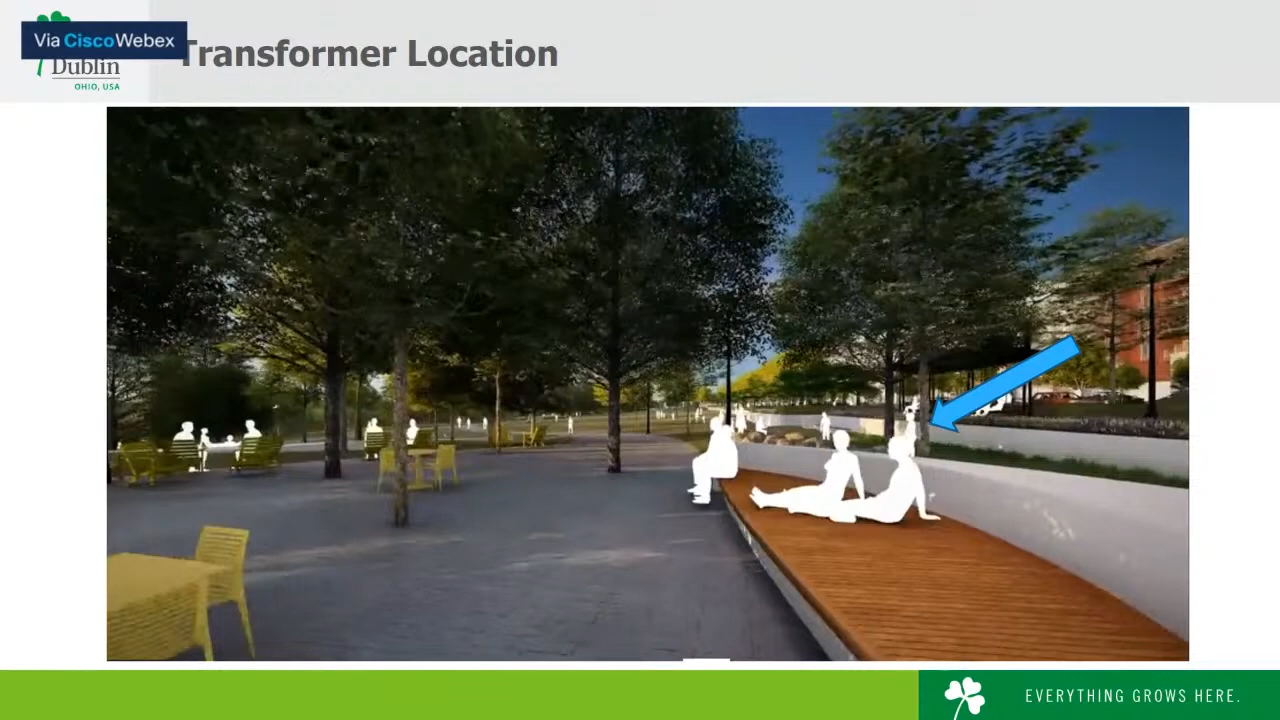 Via Cisco Webex
Transformer Location
Dublin
OHIO, USA
EVERYTHING GROWS HERE.